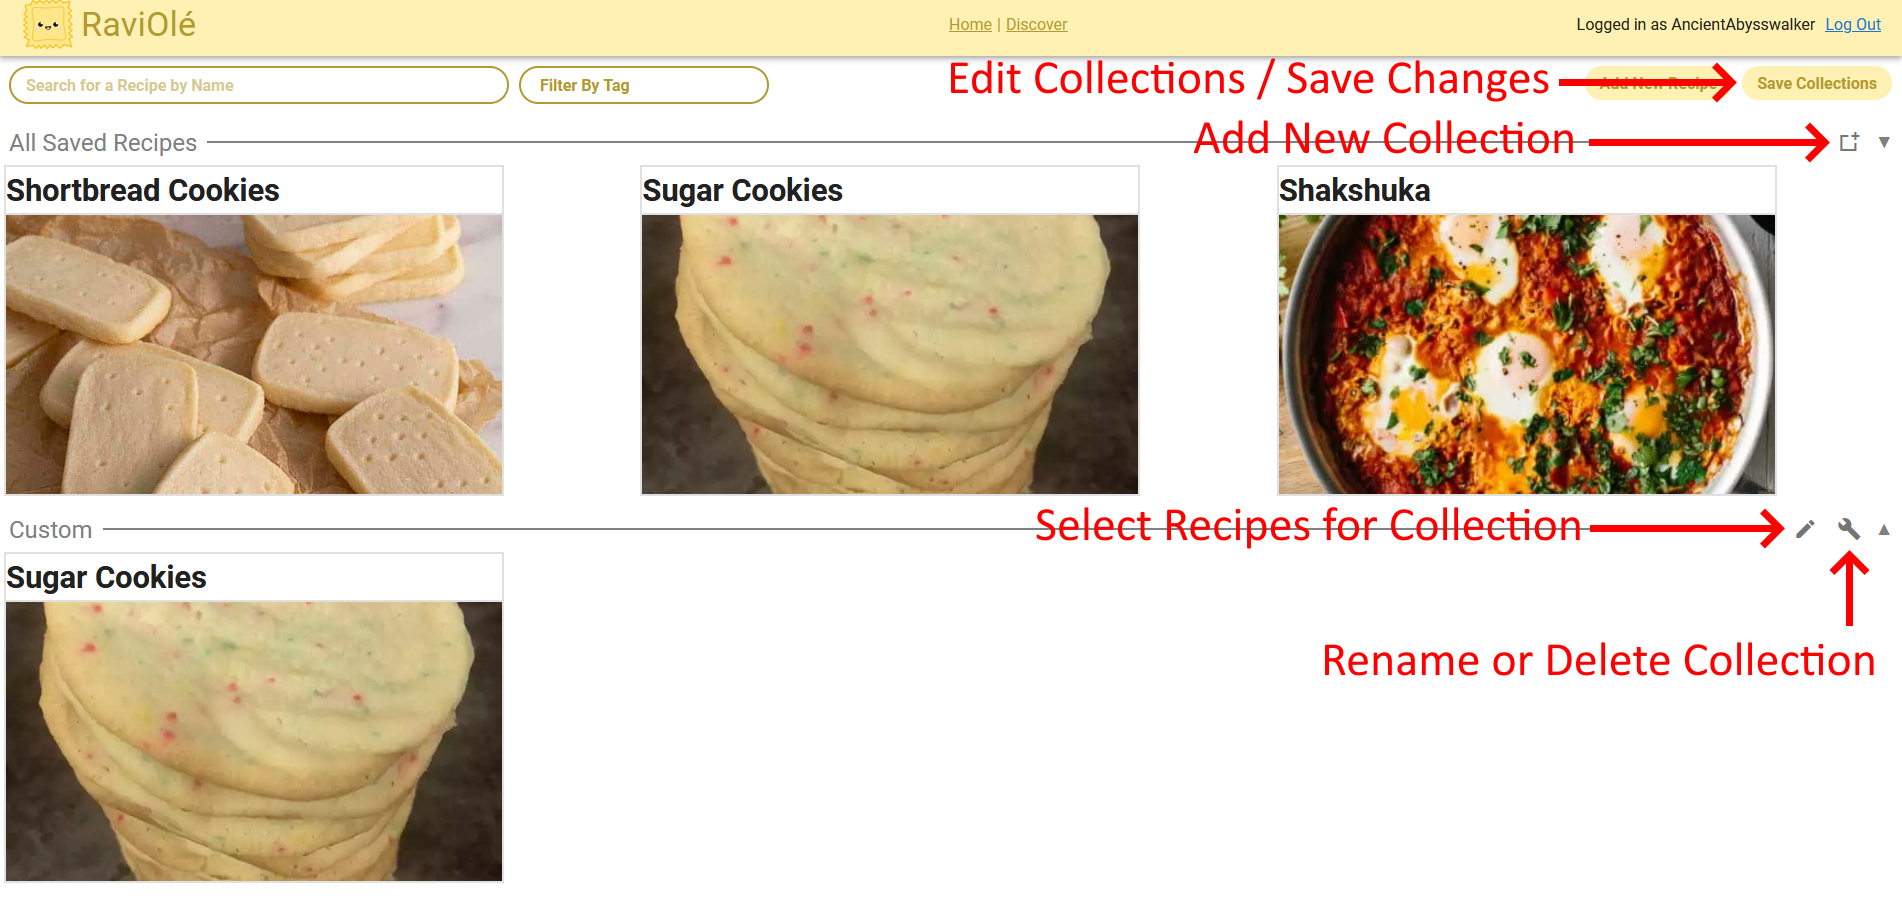 RaviOlé
Home | Discover
Logged in as AncientAbysswalker Log Out
Search for a Recipe by Name
Filter By Tag
Edit Collections / Save Changes
Add New Recipe
Save Collections
All Saved Recipes
Add New Collection
Shortbread Cookies
Sugar Cookies
Shakshuka
Custom
Select Recipes for Collection
Sugar Cookies
Rename or Delete Collection